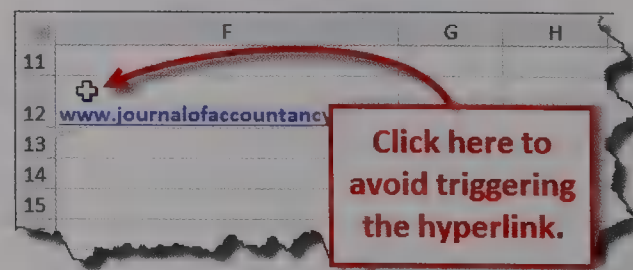 F G H
11
12 www.journalofaccountancy
13
14
15
Click here to
avoid triggering
the hyperlink.